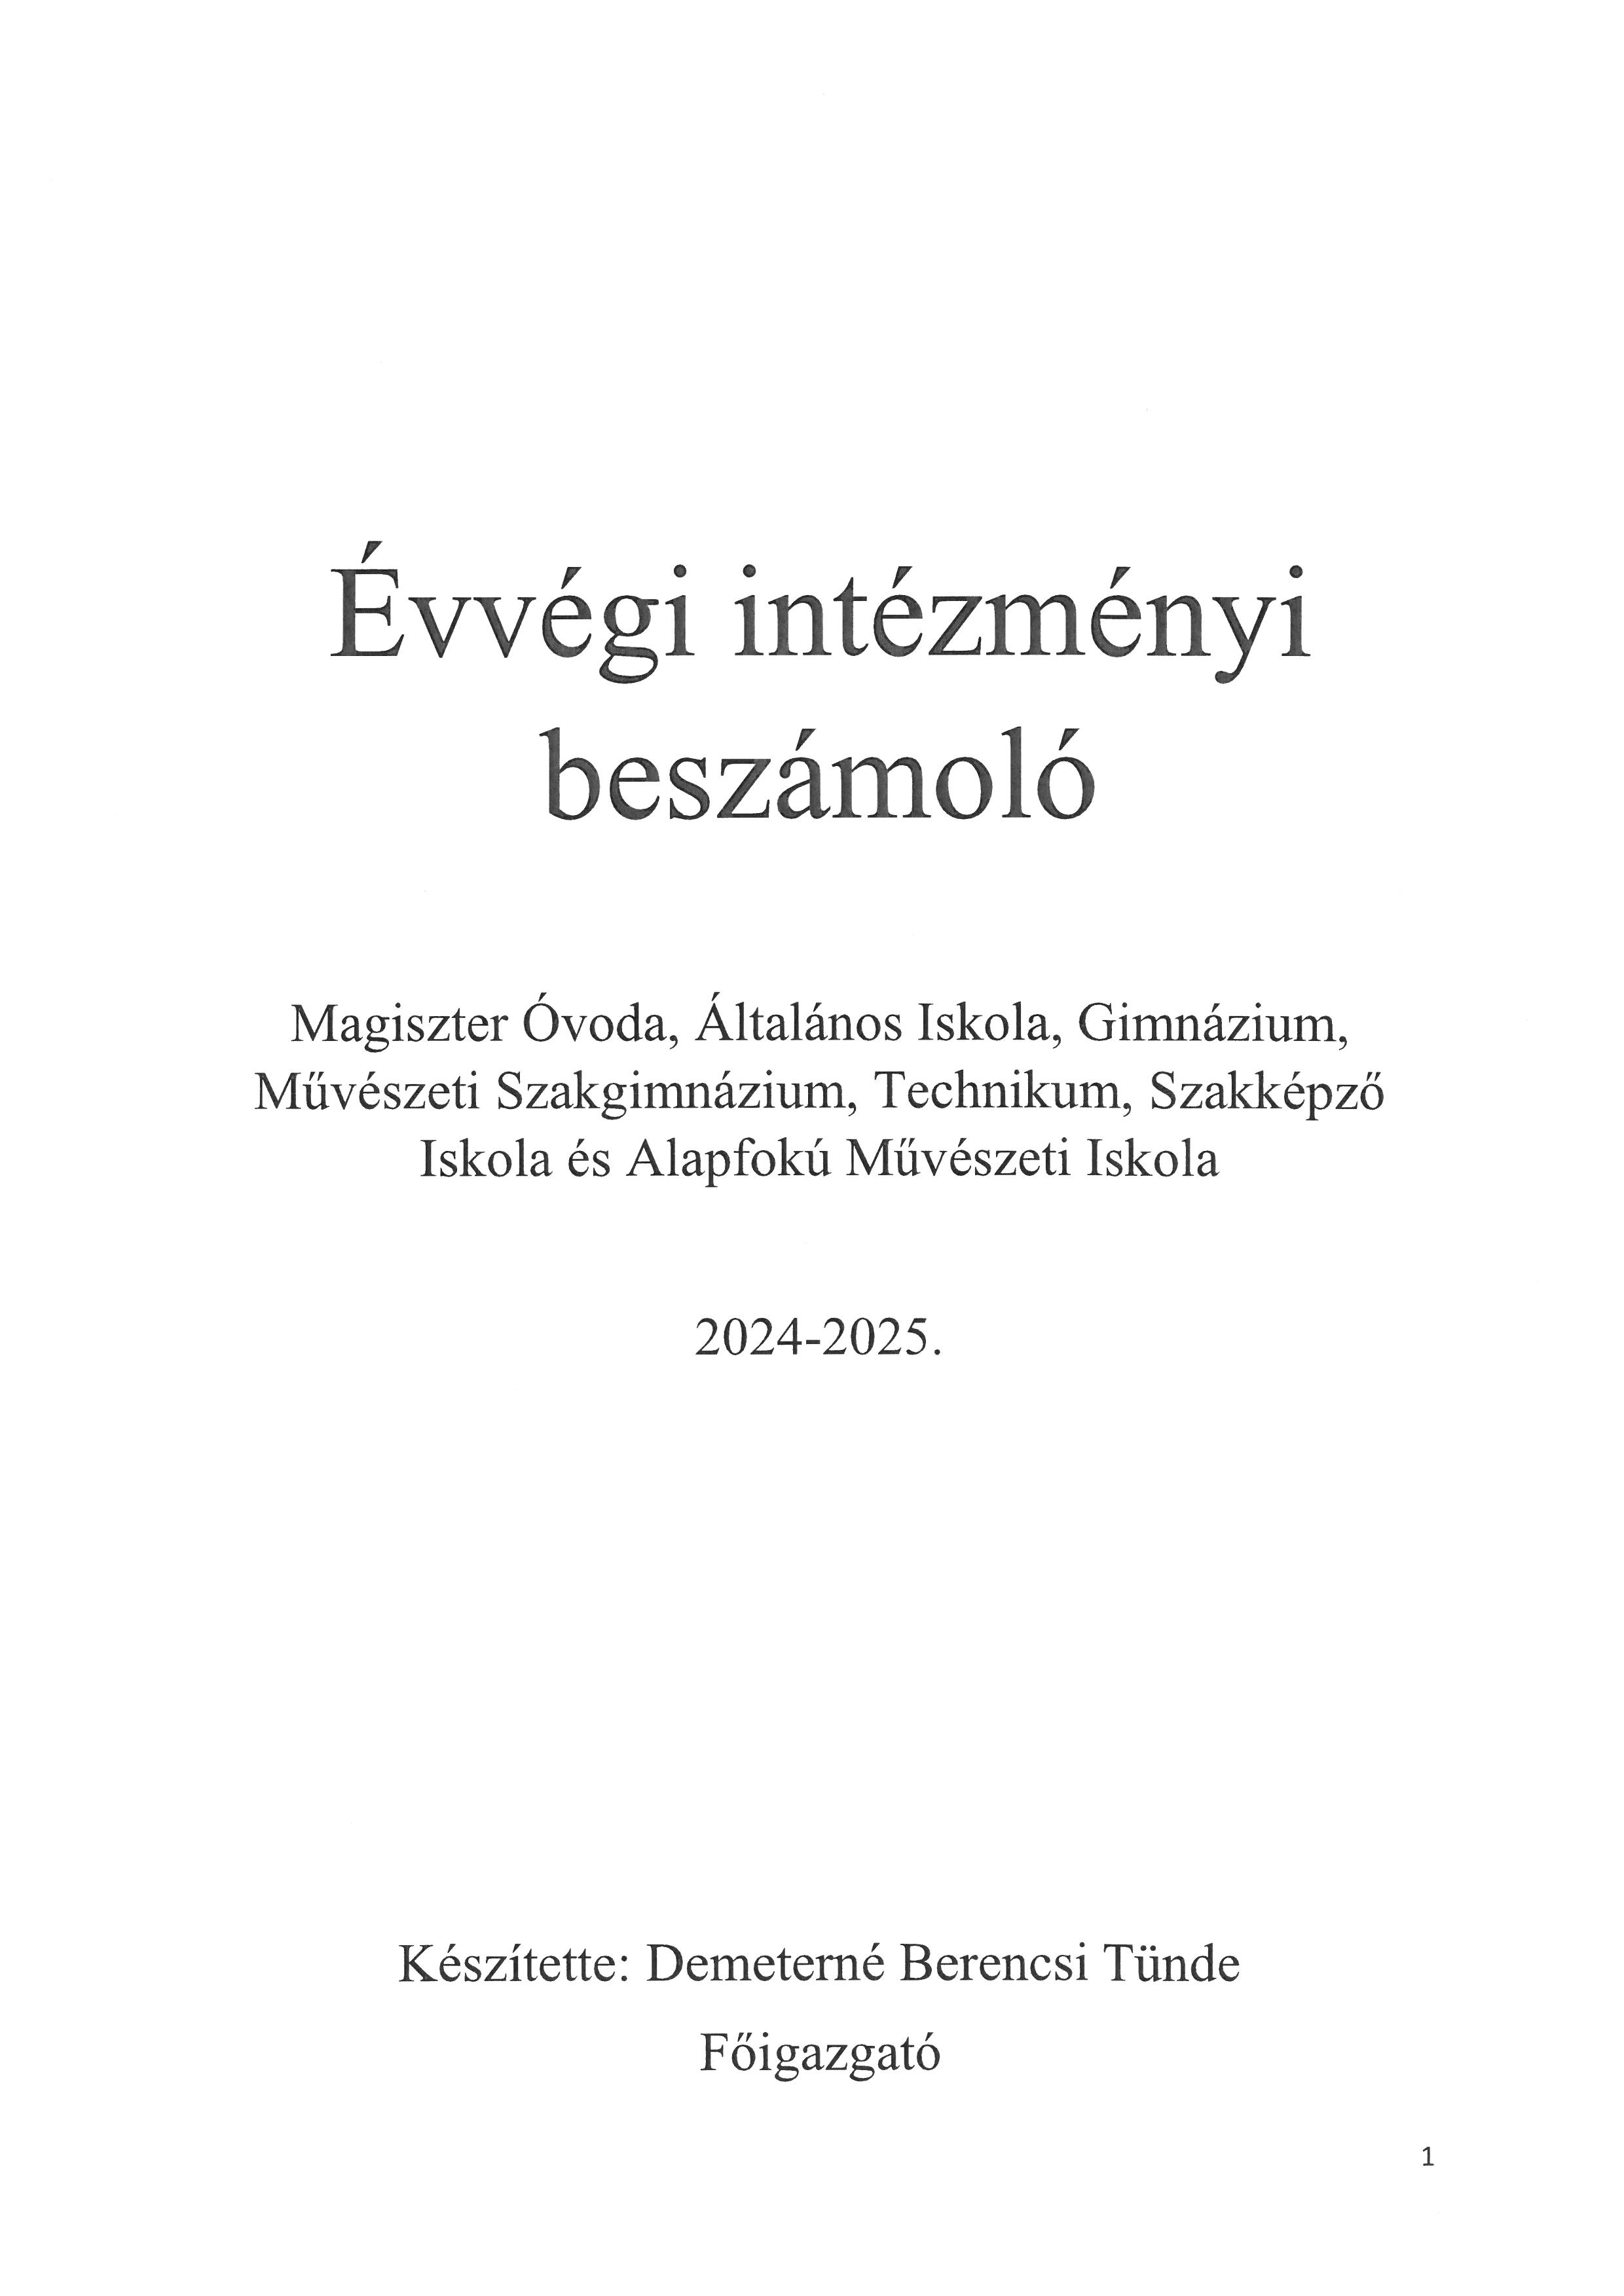 Évvégi intézményi
beszámoló
Magiszter Óvoda, Általános Iskola, Gimnázium,
Művészeti Szakgimnázium, Technikum, Szakképző
Iskola és Alapfokú Művészeti Iskola
2024-2025.
Készítette: Demeterné Berencsi Tünde
Főigazgató
1